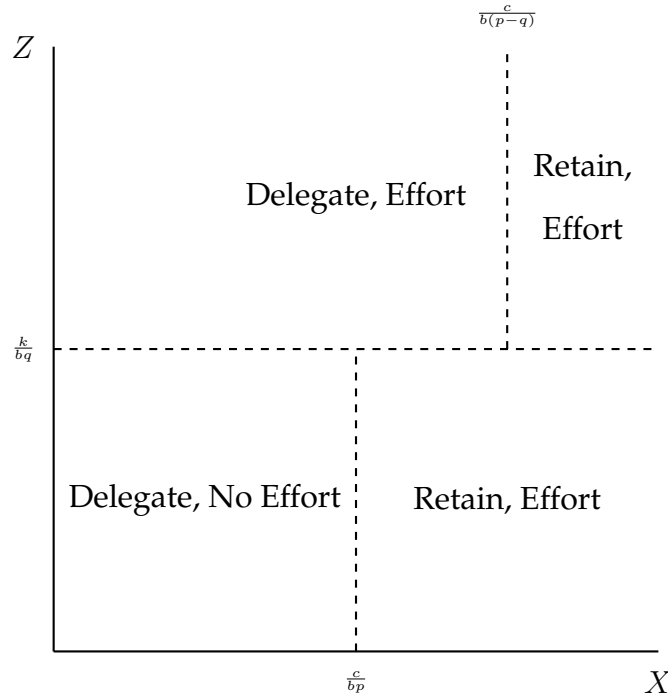 c/b(p−q)
Z
Delegate, Effort
Retain,
Effort
k/bq
Delegate, No Effort
Retain, Effort
c/bp
X